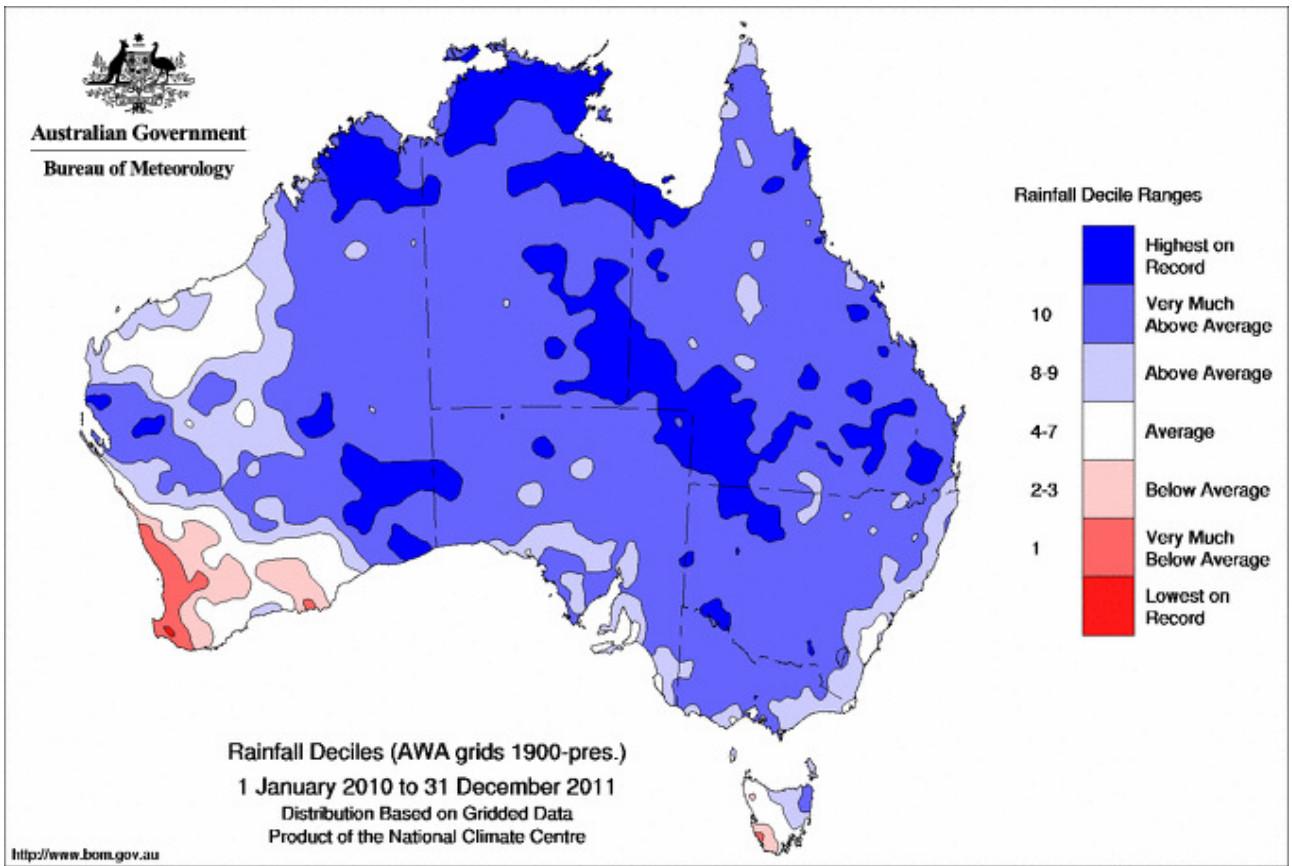 Australian Government
Bureau of Meteorology
Rainfall Decile Ranges
Highest on
Record
10
Very Much
Above Average
8-9
Above Average
4-7
Average
2-3
Below Average
1
Very Much
Below Average
Lowest on
Record
Rainfall Deciles (AWA grids 1900-pres.)
1 January 2010 to 31 December 2011
Distribution Based on Gridded Data
Product of the National Climate Centre
http://www.bom.gov.au